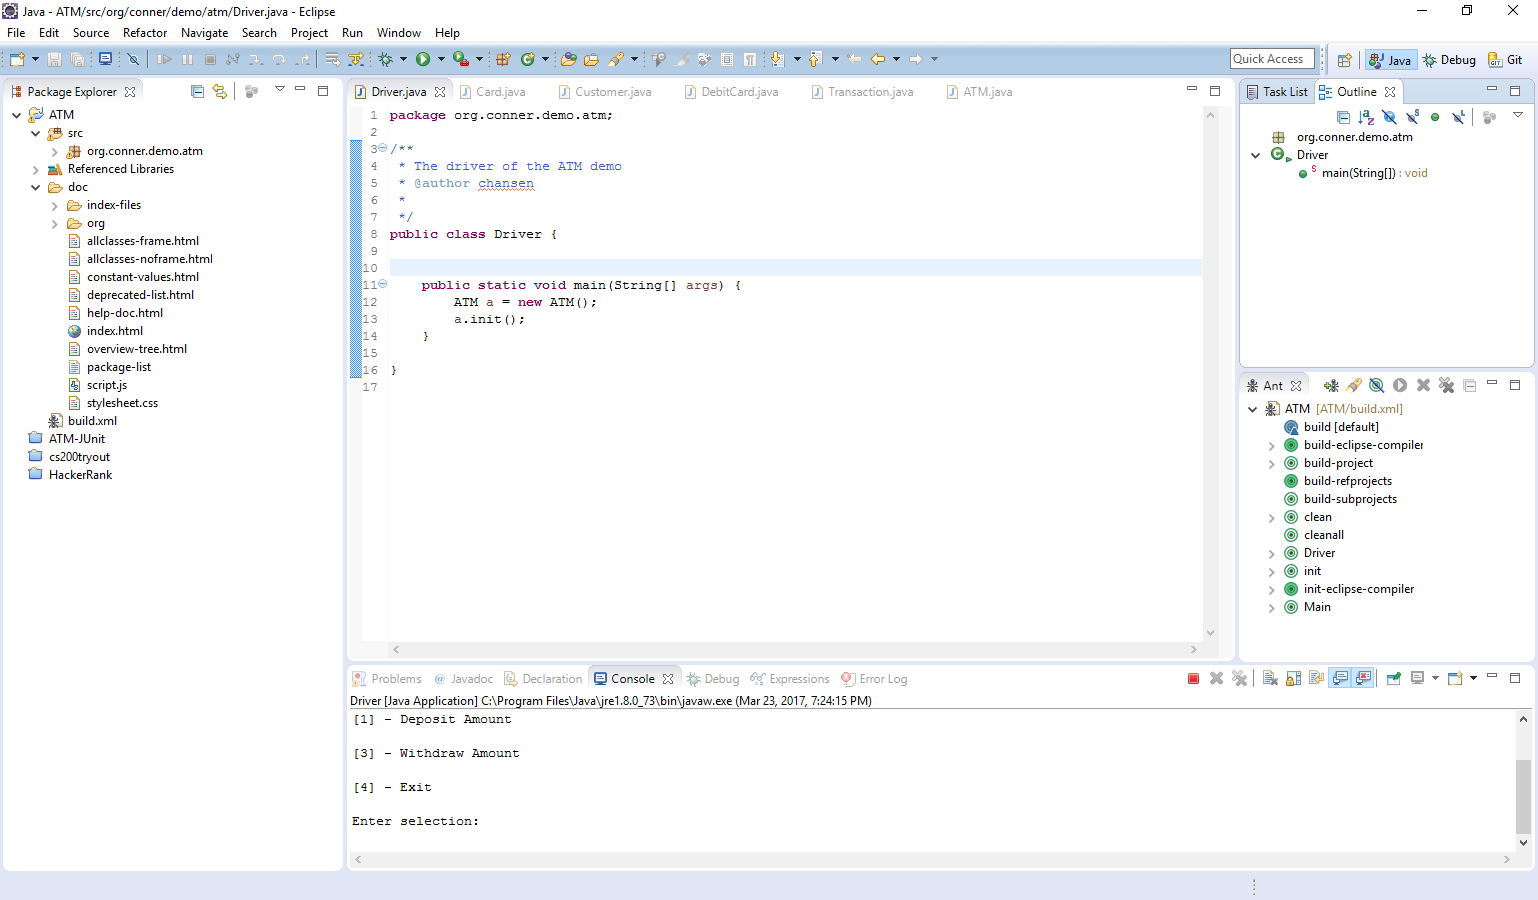 Java - ATM/src/org/conner/demo/atm/Driver.java - Eclipse
File Edit Source Refactor Navigate Search Project Run Window Help
Quick Access Java Debug Git
Package Explorer
ATM
src
org.conner.demo.atm
Referenced Libraries
doc
index-files
org
allclasses-frame.html
allclasses-noframe.html
constant-values.html
deprecated-list.html
help-doc.html
index.html
overview-tree.html
package-list
script.js
stylesheet.css
build.xml
ATM-JUnit
cs200tryout
HackerRank
Driver.java Card.java Customer.java DebitCard.java Transaction.java ATM.java
1 package org.conner.demo.atm;
2
3 /**
4 * The driver of the ATM demo
5 * @author chansen
6 *
7 */
8 public class Driver {
9
10
11 public static void main(String[] args) {
12 ATM a = new ATM();
13 a.init();
14 }
15
16 }
17
Task List Outline
org.conner.demo.atm
Driver
main(String[]) : void
Ant
ATM [ATM/build.xml]
build [default]
build-eclipse-compiler
build-project
build-refprojects
build-subprojects
clean
cleanall
Driver
init
init-eclipse-compiler
Main
Problems @ Javadoc Declaration Console Debug Expressions Error Log
Driver [Java Application] C:\Program Files\Java\jre1.8.0_73\bin\javaw.exe (Mar 23, 2017, 7:24:15 PM)
[1] - Deposit Amount
[3] - Withdraw Amount
[4] - Exit
Enter selection: